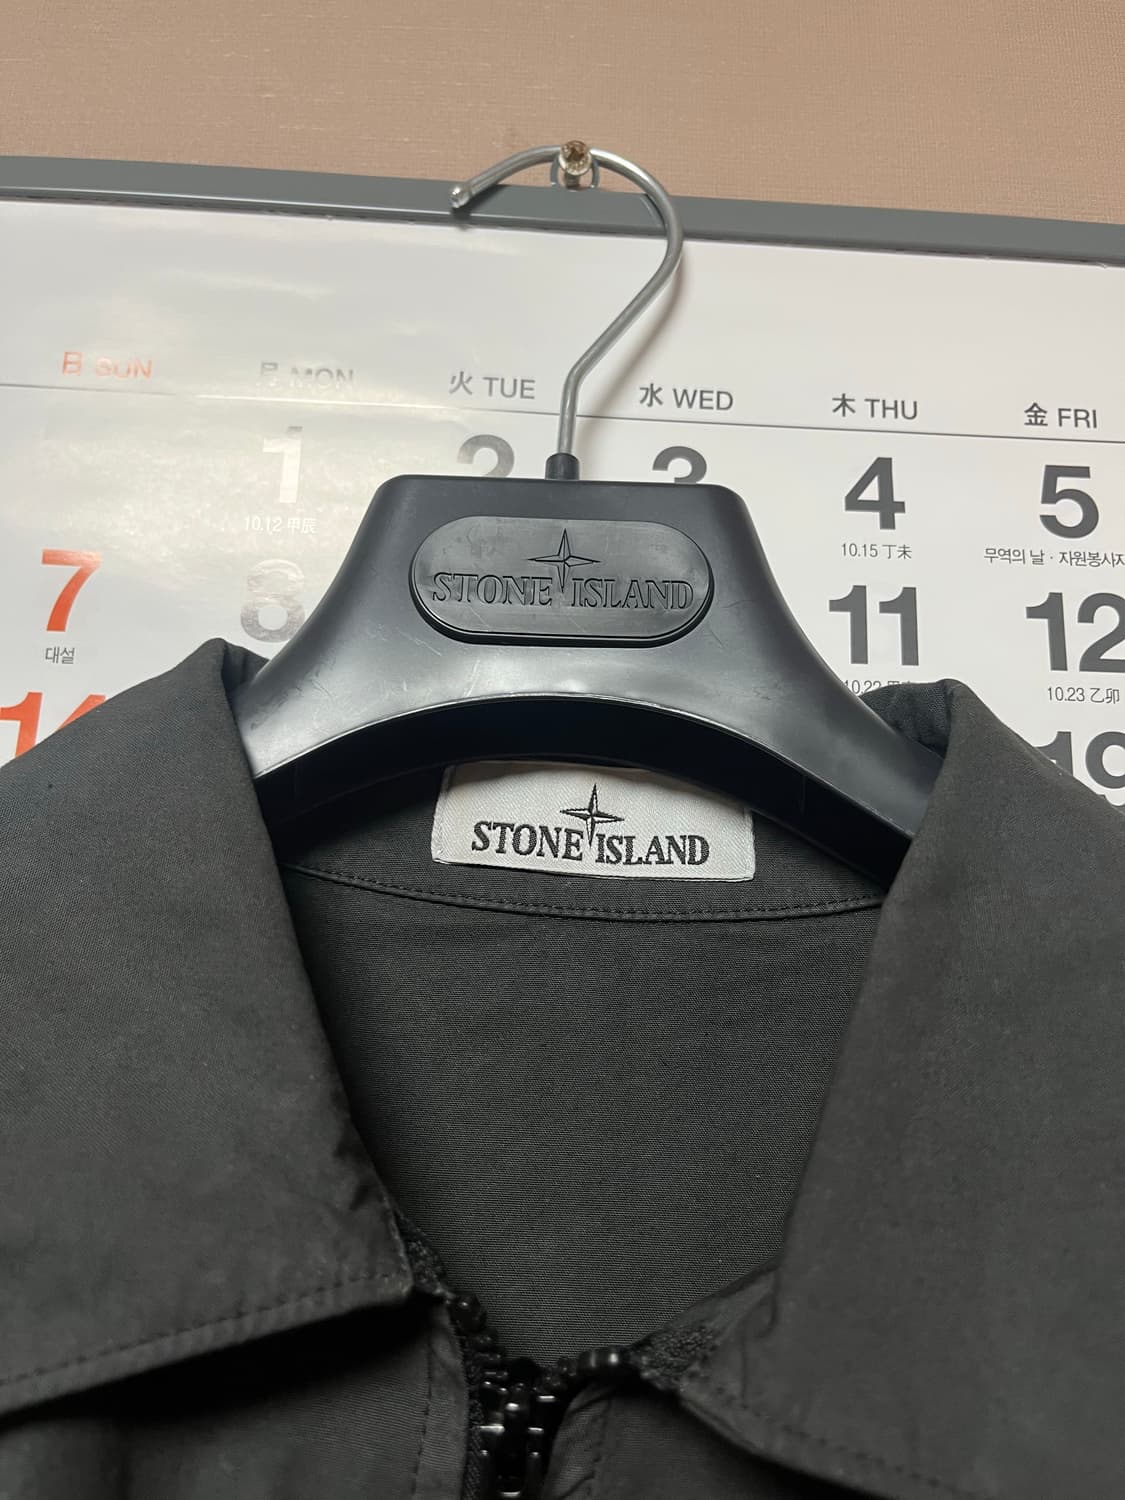 日 SUN 月 MON 火 TUE 水 WED 木 THU 金 FRI
1 2 3 4 5
10.12 甲辰 10.15 丁未
무역의 날 · 자원봉사자
STONE ISLAND
7 8 11 12
대설 10.23 乙卯
14 19
STONE ISLAND